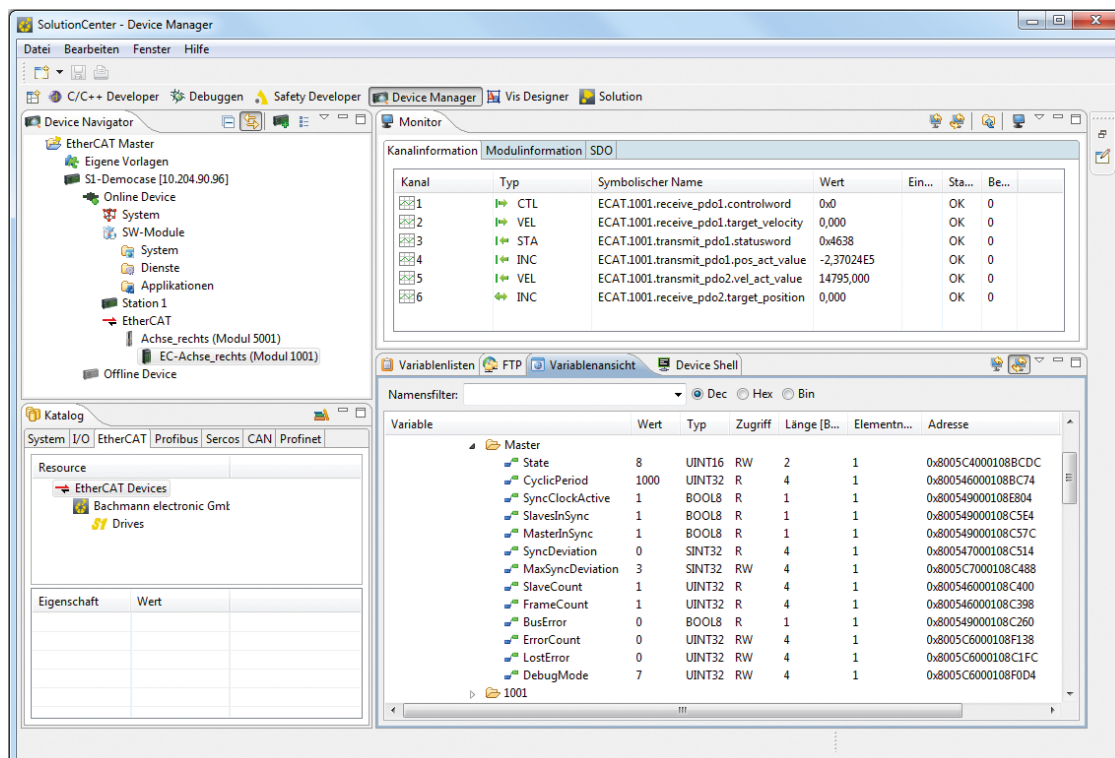 SolutionCenter - Device Manager
Datei Bearbeiten Fenster Hilfe
C/C++ Developer Debuggen Safety Developer Device Manager Vis Designer Solution
Device Navigator
EtherCAT Master
Eigene Vorlagen
S1-Democase [10.204.90.96]
Online Device
System
SW-Module
System
Dienste
Applikationen
Station 1
EtherCAT
Achse_rechts (Modul 5001)
EC-Achse_rechts (Modul 1001)
Offline Device
Monitor
Kanalinformation Modulinformation SDO
Kanal Typ Symbolischer Name Wert Ein... Sta... Be...
1 CTL ECAT.1001.receive_pdo1.controlword 0x0 OK 0
2 VEL ECAT.1001.receive_pdo1.target_velocity 0,000 OK 0
3 STA ECAT.1001.transmit_pdo1.statusword 0x4638 OK 0
4 INC ECAT.1001.transmit_pdo1.pos_act_value -2,37024E5 OK 0
5 VEL ECAT.1001.transmit_pdo2.vel_act_value 14795,000 OK 0
6 INC ECAT.1001.receive_pdo2.target_position 0,000 OK 0
Katalog
System I/O EtherCAT Profibus Sercos CAN Profinet
Resource
EtherCAT Devices
Bachmann electronic Gmb
S1 Drives
Eigenschaft Wert
Variablenlisten FTP Variablenansicht Device Shell
Namensfilter: Dec Hex Bin
Variable Wert Typ Zugriff Länge [B... Elementn... Adresse
Master
State 8 UINT16 RW 2 1 0x8005C4000108BCDC
CyclicPeriod 1000 UINT32 R 4 1 0x800546000108BC74
SyncClockActive 1 BOOL8 R 1 1 0x800549000108E804
SlavesInSync 1 BOOL8 R 1 1 0x800549000108C5E4
MasterInSync 1 BOOL8 R 1 1 0x800549000108C57C
SyncDeviation 0 SINT32 R 4 1 0x800547000108C514
MaxSyncDeviation 3 SINT32 RW 4 1 0x8005C7000108C488
SlaveCount 1 UINT32 R 4 1 0x800546000108C400
FrameCount 1 UINT32 R 4 1 0x800546000108C398
BusError 0 BOOL8 R 1 1 0x800549000108C260
ErrorCount 0 UINT32 RW 4 1 0x8005C6000108F138
LostError 0 UINT32 RW 4 1 0x8005C6000108C1FC
DebugMode 7 UINT32 RW 4 1 0x8005C6000108F0D4
1001